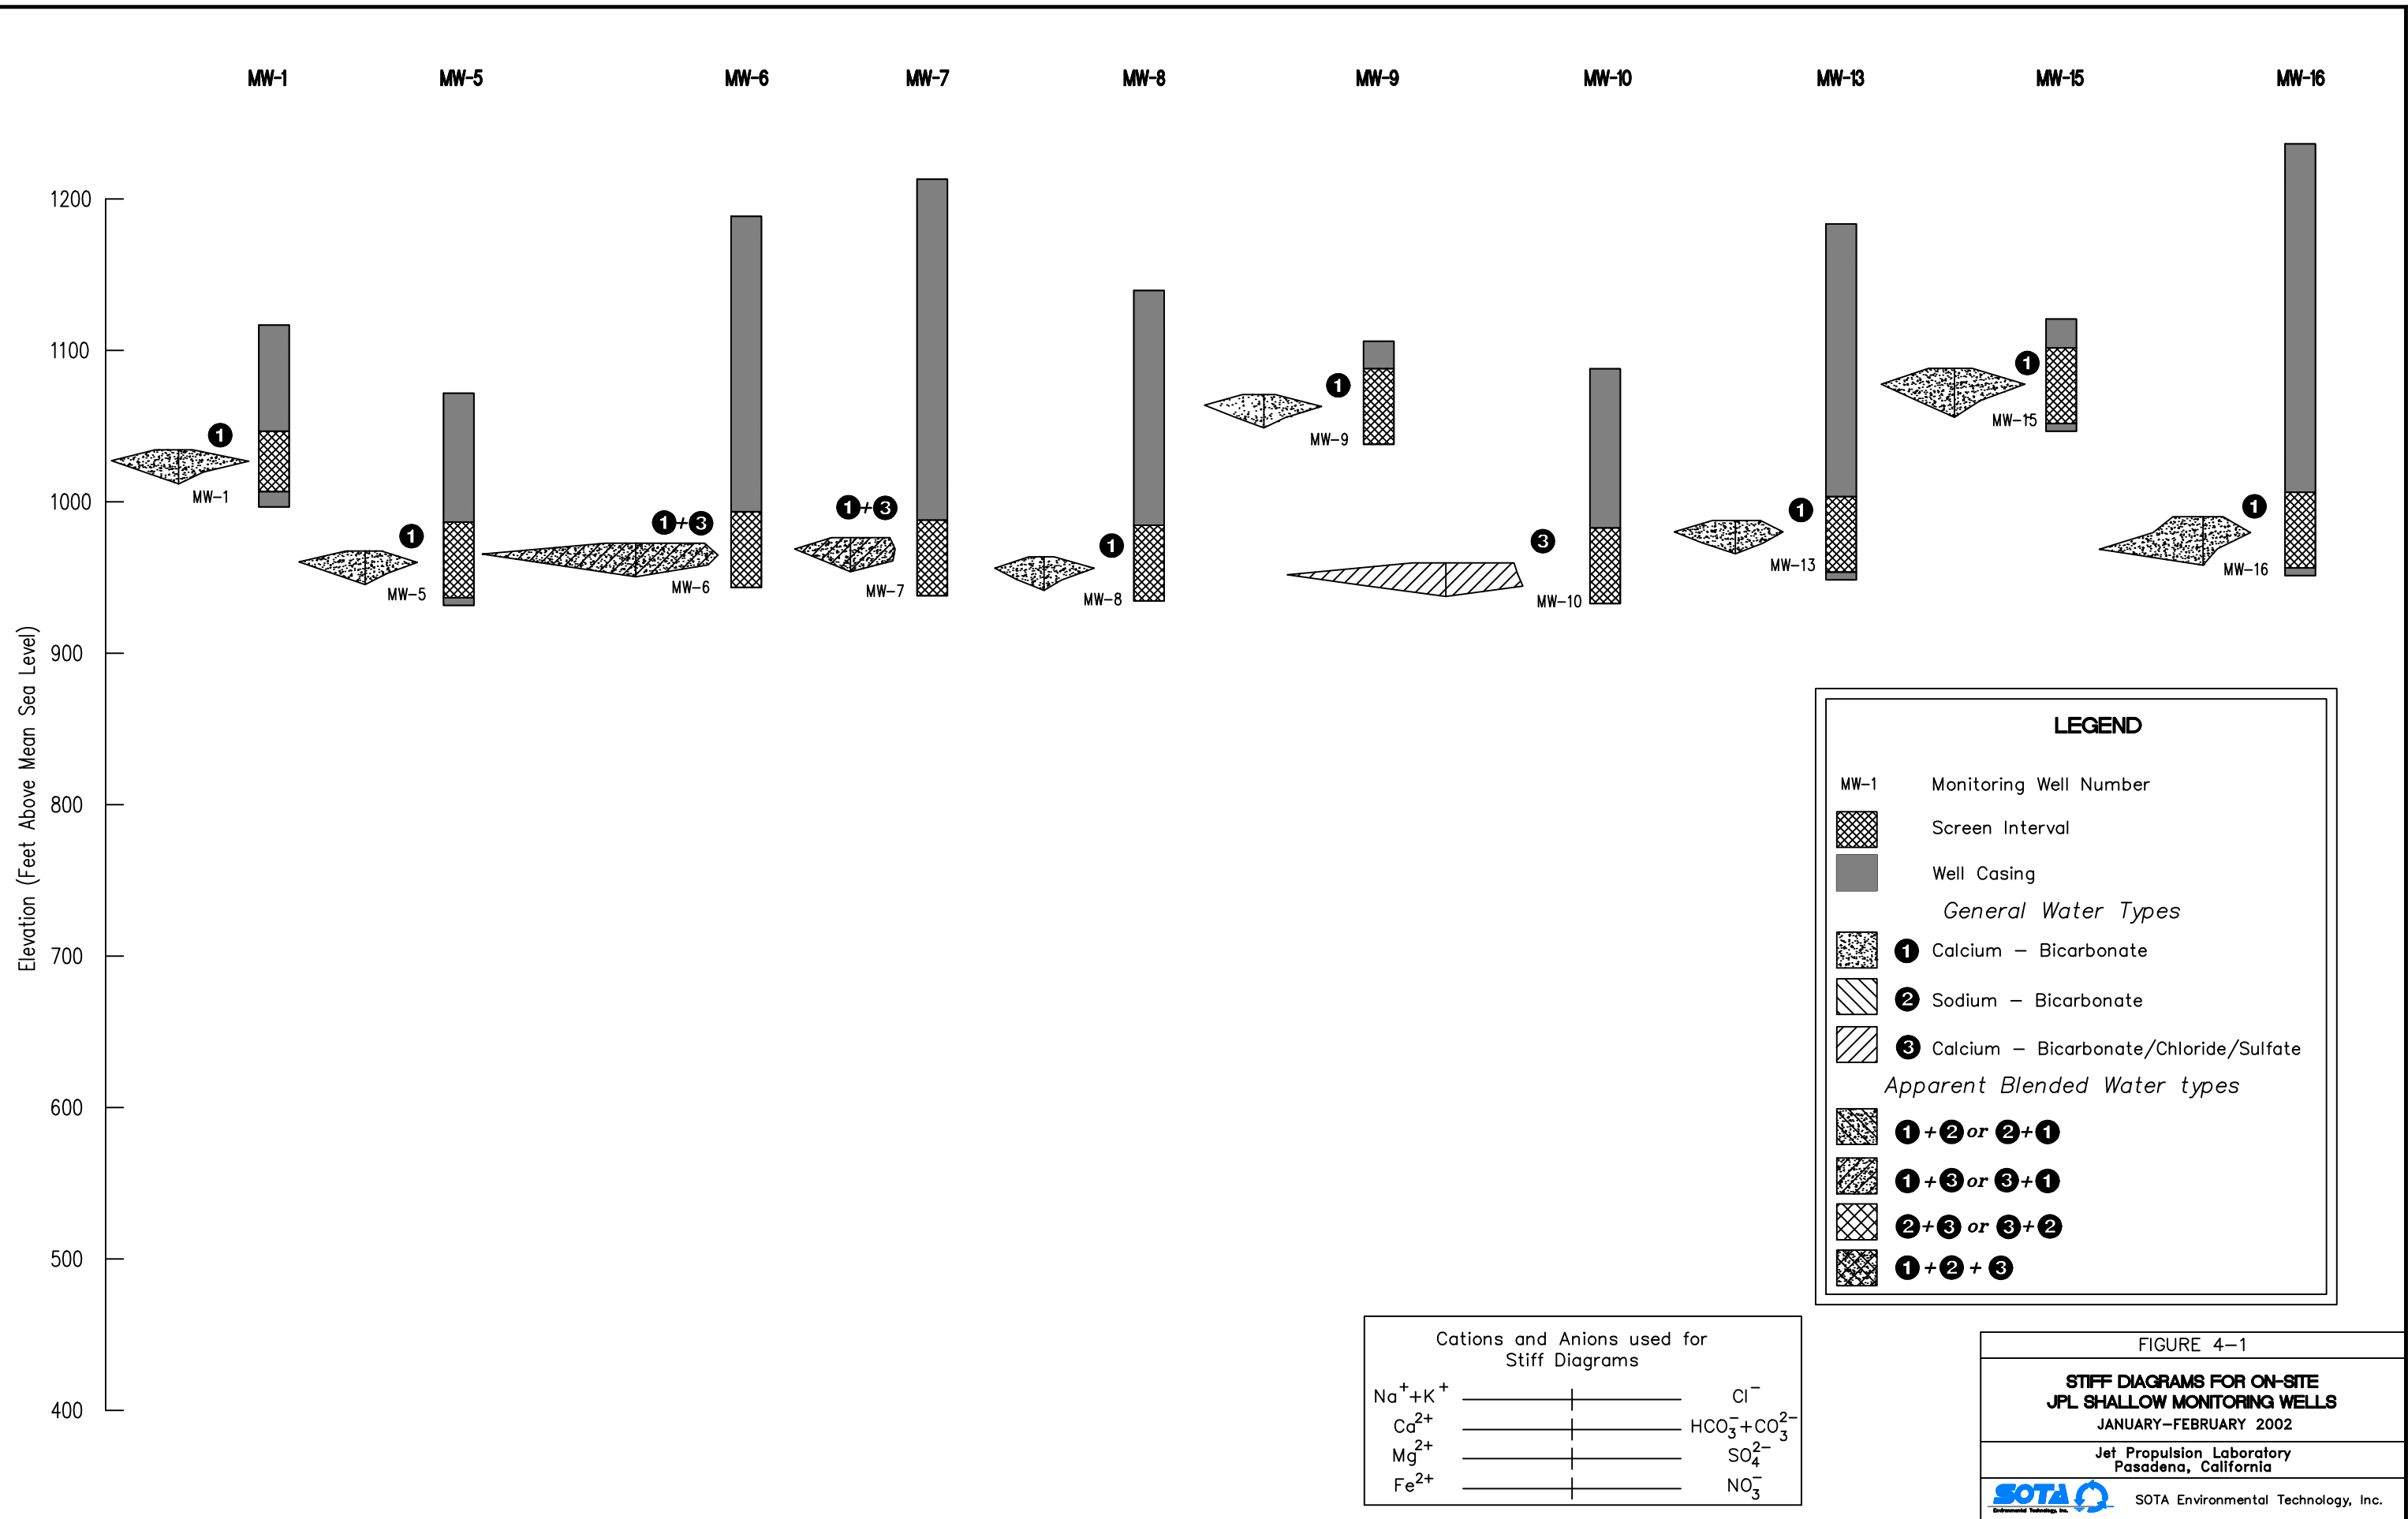 MW-1 MW-5 MW-6 MW-7 MW-8 MW-9 MW-10 MW-13 MW-15 MW-16
1200
1100
1000
900
800
700
600
500
400
Elevation (Feet Above Mean Sea Level)
1
MW-1
1
MW-5
1+3
MW-6
1+3
MW-7
1
MW-8
1
MW-9
3
MW-10
1
MW-13
1
MW-15
1
MW-16
LEGEND
MW-1 Monitoring Well Number
Screen Interval
Well Casing
General Water Types
1 Calcium - Bicarbonate
2 Sodium - Bicarbonate
3 Calcium - Bicarbonate/Chloride/Sulfate
Apparent Blended Water types
1+2 or 2+1
1+3 or 3+1
2+3 or 3+2
1+2+3
Cations and Anions used for
Stiff Diagrams
Na⁺+K⁺ Cl⁻
Ca²⁺ HCO₃⁻+CO₃²⁻
Mg²⁺ SO₄²⁻
Fe²⁺ NO₃⁻
FIGURE 4-1
STIFF DIAGRAMS FOR ON-SITE
JPL SHALLOW MONITORING WELLS
JANUARY-FEBRUARY 2002
Jet Propulsion Laboratory
Pasadena, California
SOTA
Environmental Technology, Inc.
SOTA Environmental Technology, Inc.